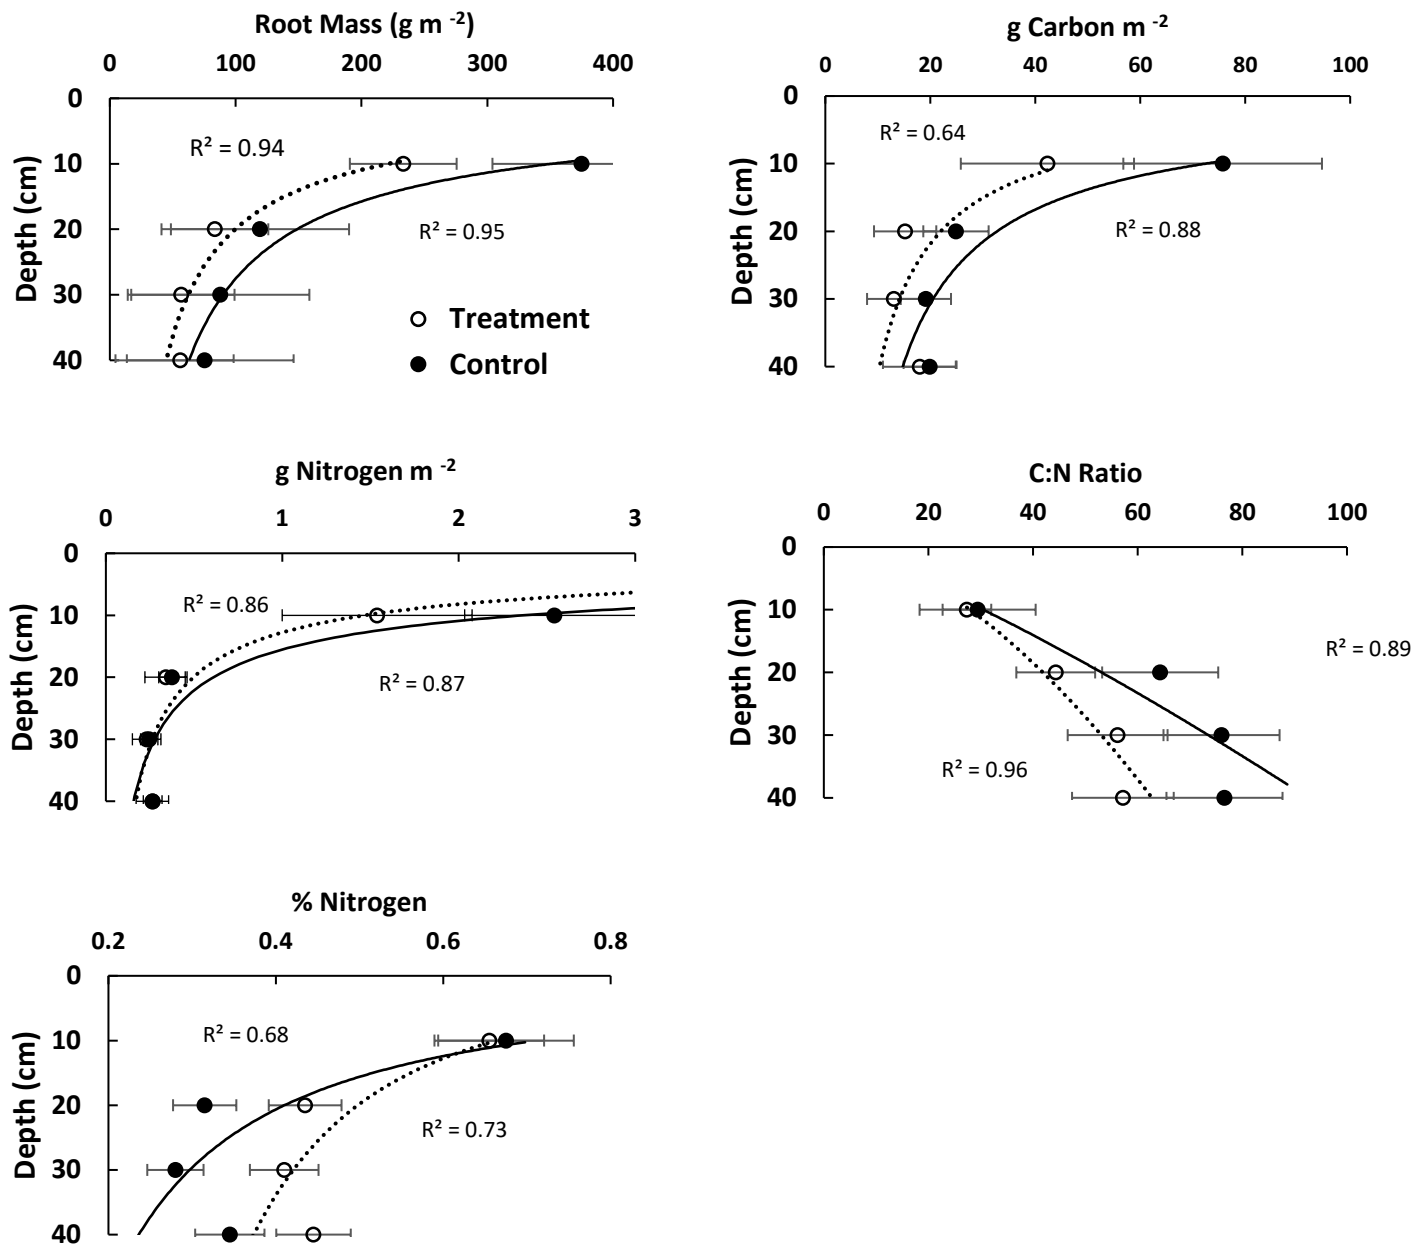 Root Mass (g m -2)
0 100 200 300 400
0
10
20
30
40
Depth (cm)
R² = 0.94
R² = 0.95
Treatment
Control
g Carbon m -2
0 20 40 60 80 100
0
10
20
30
40
Depth (cm)
R² = 0.64
R² = 0.88
g Nitrogen m -2
0 1 2 3
0
10
20
30
40
Depth (cm)
R² = 0.86
R² = 0.87
C:N Ratio
0 20 40 60 80 100
0
10
20
30
40
Depth (cm)
R² = 0.89
R² = 0.96
% Nitrogen
0.2 0.4 0.6 0.8
0
10
20
30
40
Depth (cm)
R² = 0.68
R² = 0.73